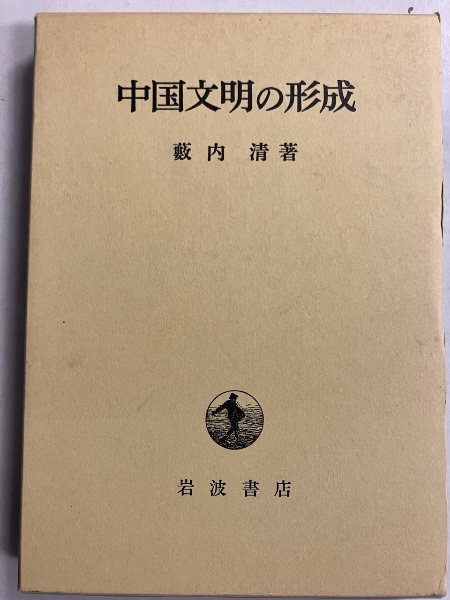 中国文明の形成
藪内 清著
岩波書店